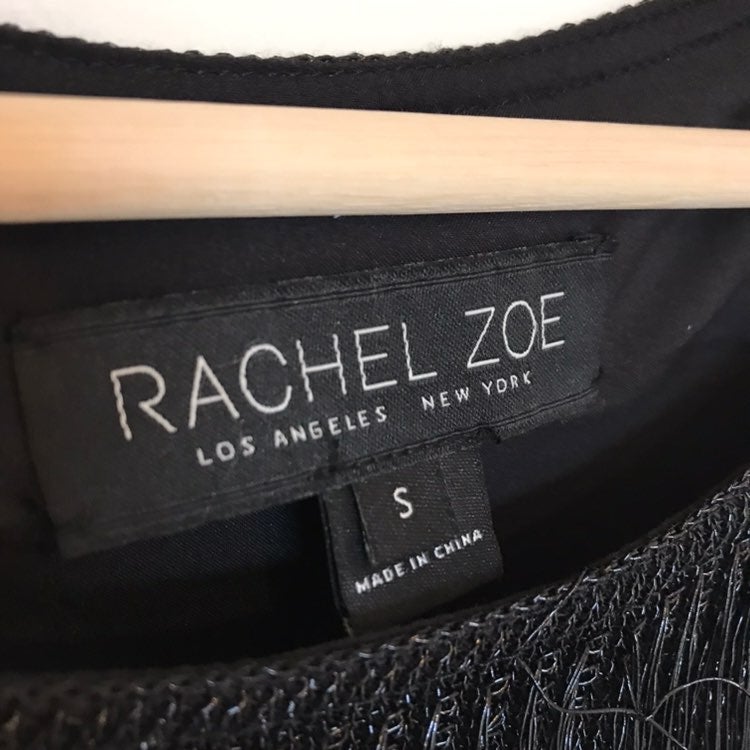 RACHEL ZOE
LOS ANGELES NEW YORK
S
MADE IN CHINA